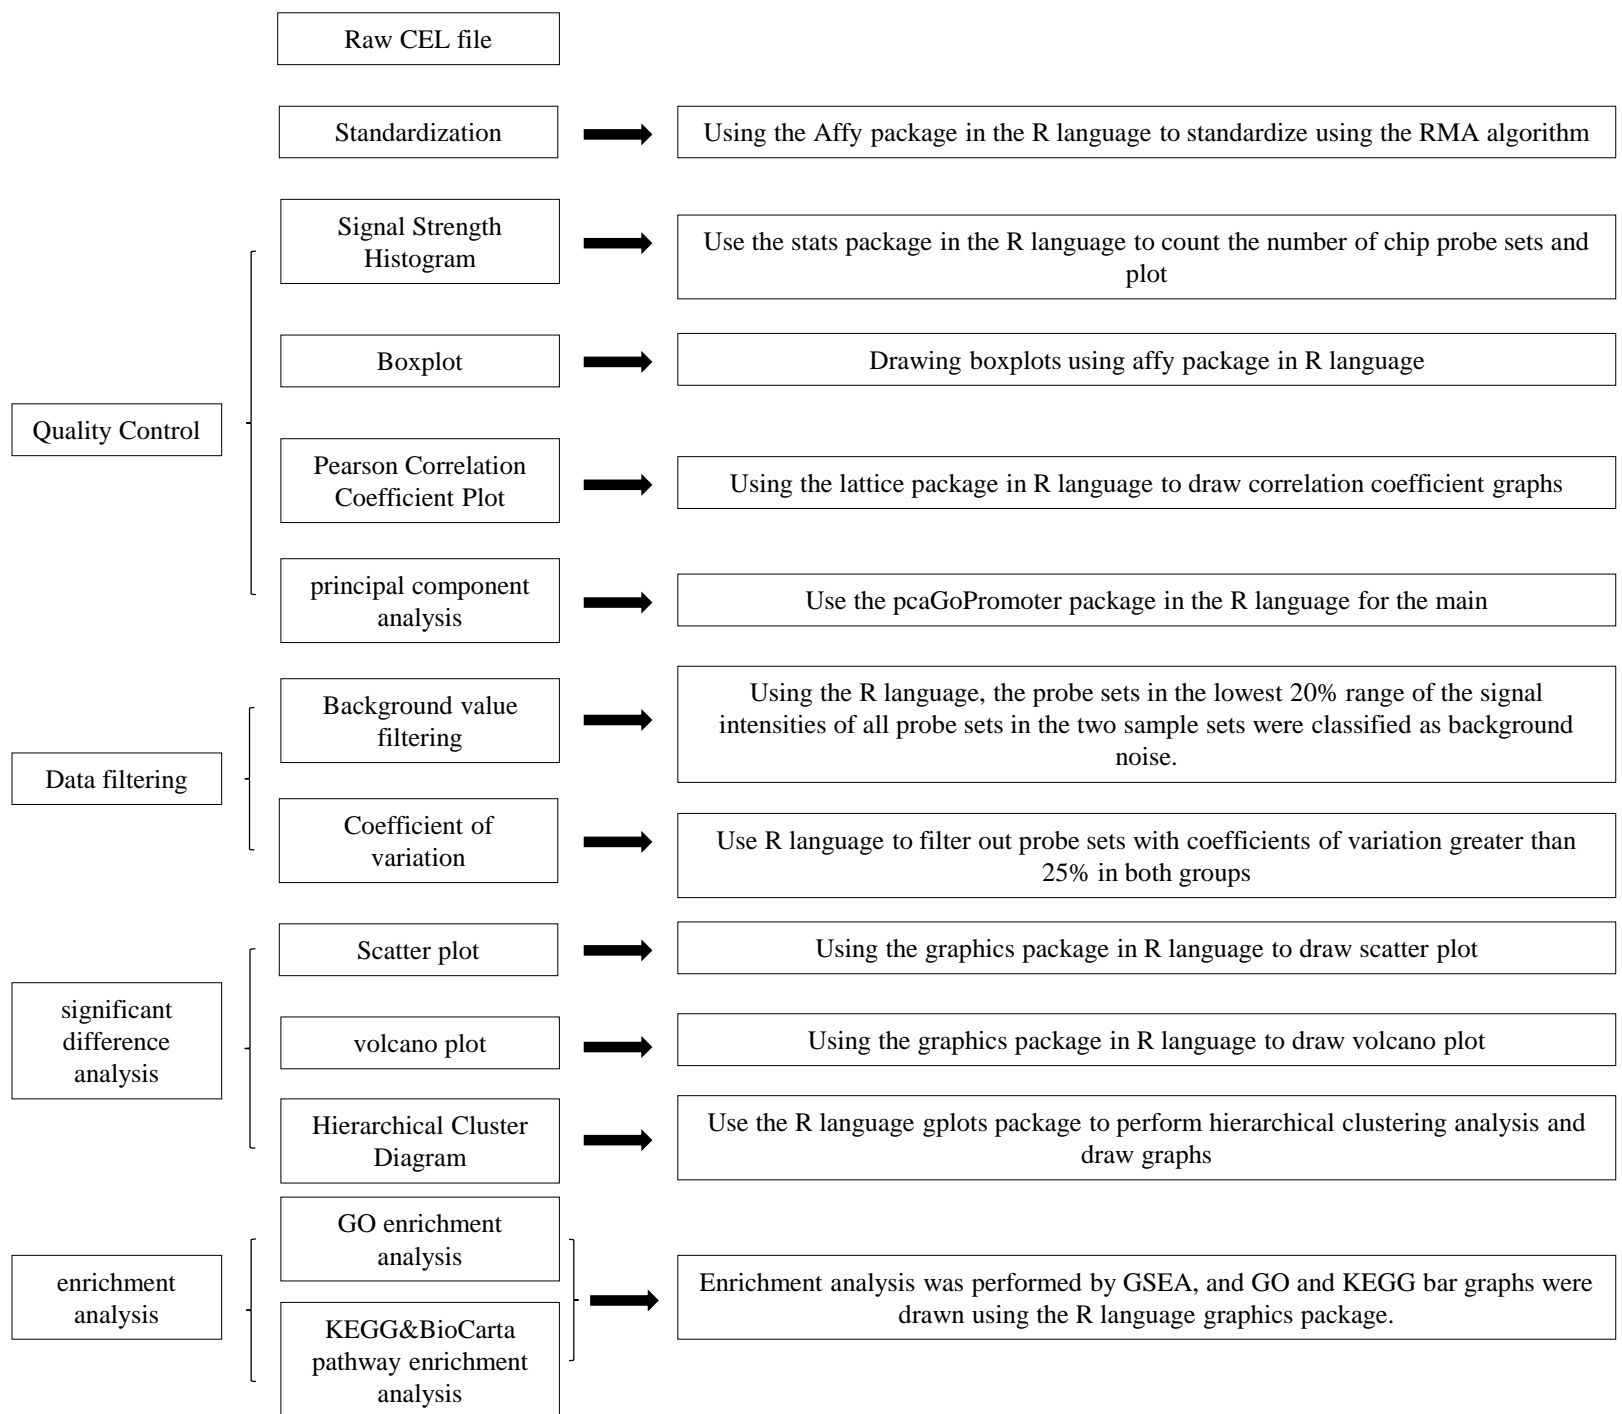 Raw CEL file
Standardization
Using the Affy package in the R language to standardize using the RMA algorithm
Quality Control
Signal Strength
Histogram
Use the stats package in the R language to count the number of chip probe sets and
plot
Boxplot
Drawing boxplots using affy package in R language
Pearson Correlation
Coefficient Plot
Using the lattice package in R language to draw correlation coefficient graphs
principal component
analysis
Use the pcaGoPromoter package in the R language for the main
Data filtering
Background value
filtering
Using the R language, the probe sets in the lowest 20% range of the signal
intensities of all probe sets in the two sample sets were classified as background
noise.
Coefficient of
variation
Use R language to filter out probe sets with coefficients of variation greater than
25% in both groups
significant
difference
analysis
Scatter plot
Using the graphics package in R language to draw scatter plot
volcano plot
Using the graphics package in R language to draw volcano plot
Hierarchical Cluster
Diagram
Use the R language gplots package to perform hierarchical clustering analysis and
draw graphs
enrichment
analysis
GO enrichment
analysis
KEGG&BioCarta
pathway enrichment
analysis
Enrichment analysis was performed by GSEA, and GO and KEGG bar graphs were
drawn using the R language graphics package.